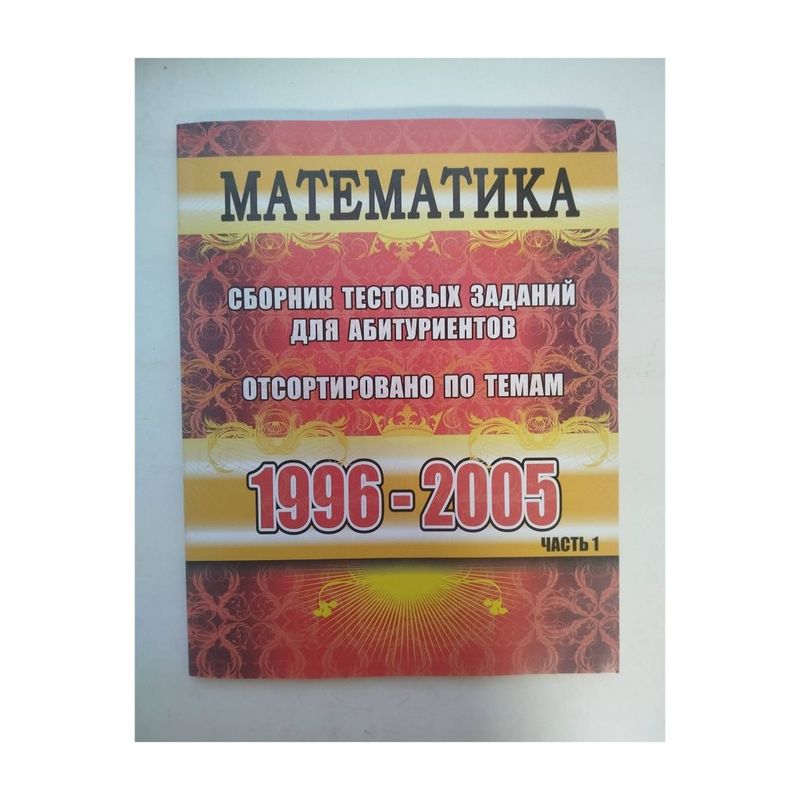 МАТЕМАТИКА
СБОРНИК ТЕСТОВЫХ ЗАДАНИЙ
ДЛЯ АБИТУРИЕНТОВ
ОТСОРТИРОВАНО ПО ТЕМАМ
1996 - 2005
ЧАСТЬ 1